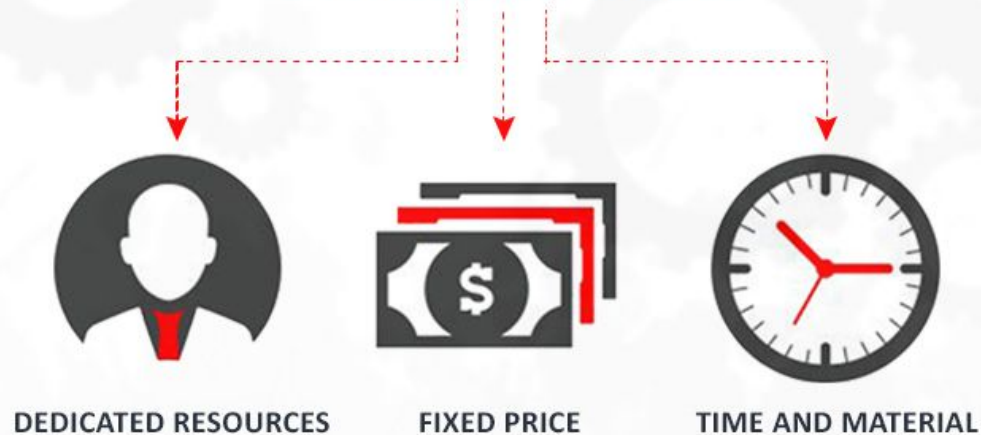 $
DEDICATED RESOURCES
FIXED PRICE
TIME AND MATERIAL